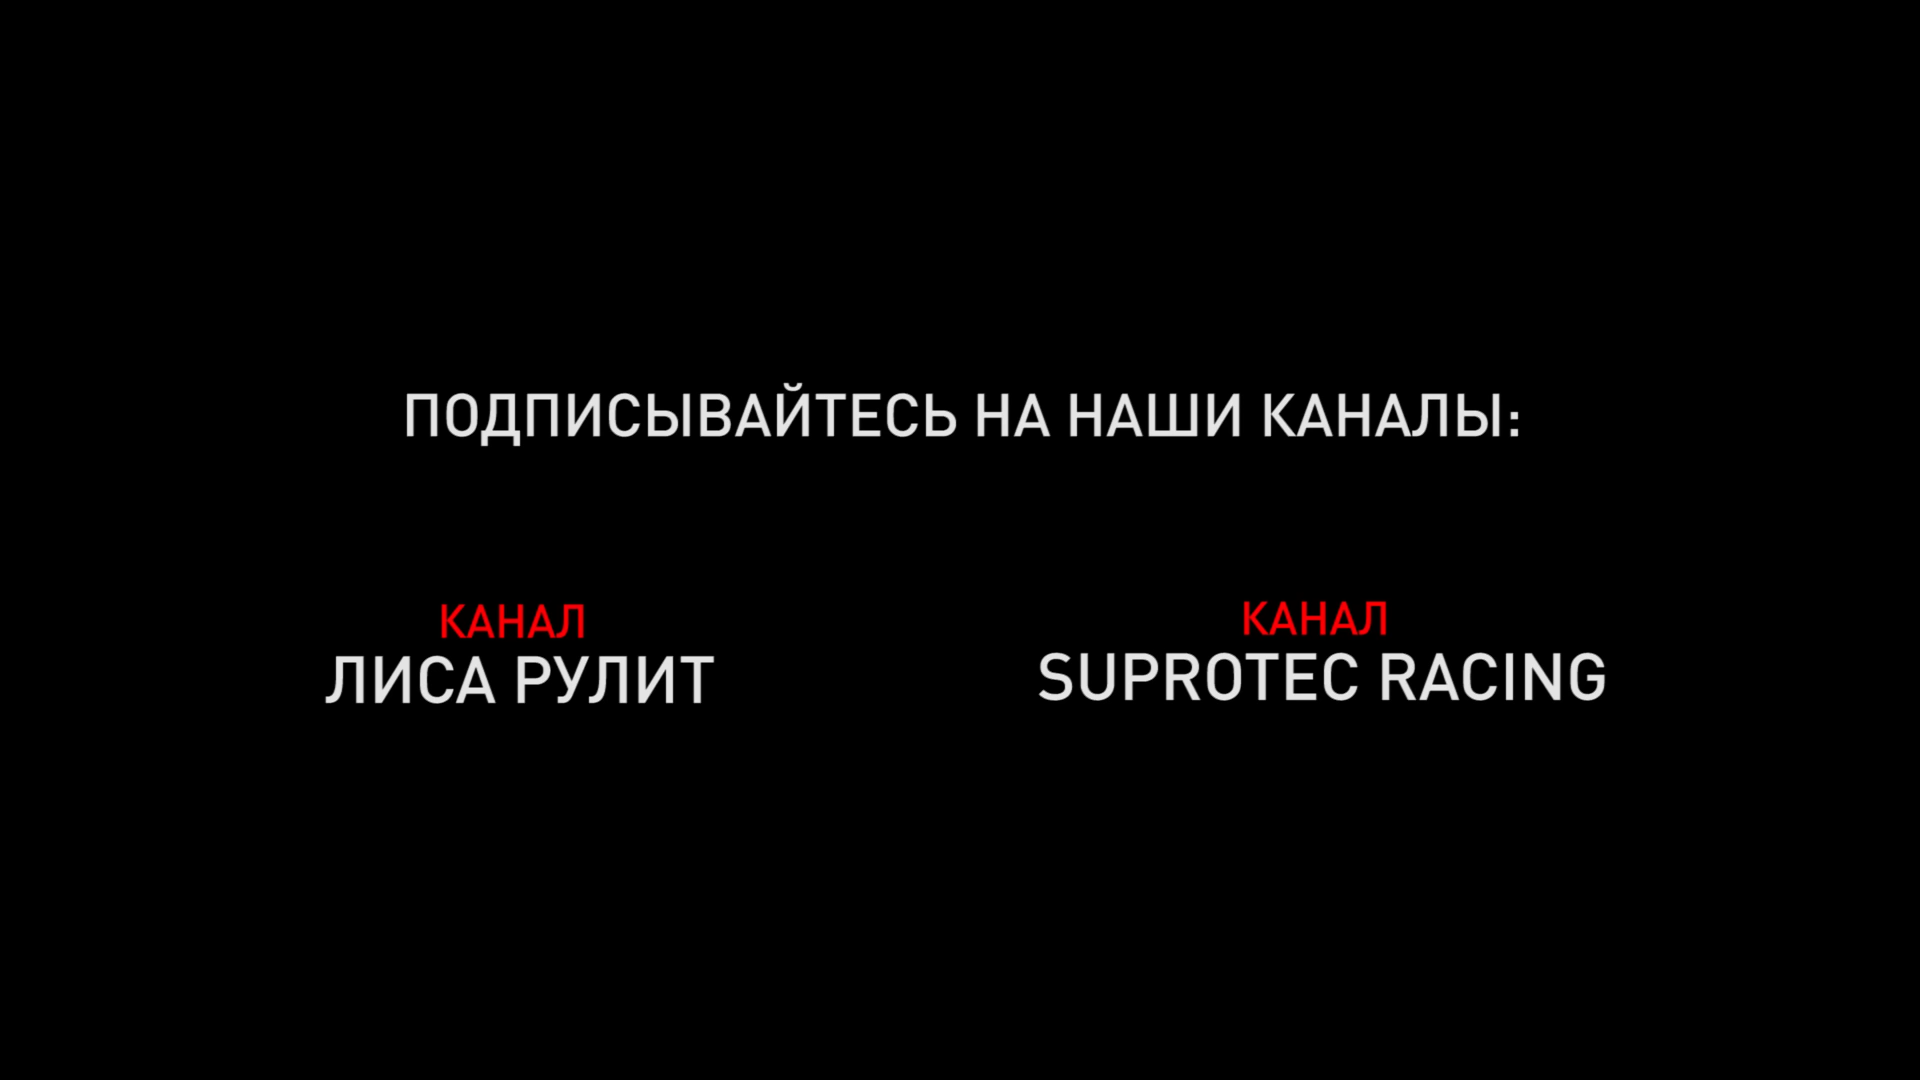 ПОДПИСЫВАЙТЕСЬ НА НАШИ КАНАЛЫ:
КАНАЛ
ЛИСА РУЛИТ
КАНАЛ
SUPROTEC RACING